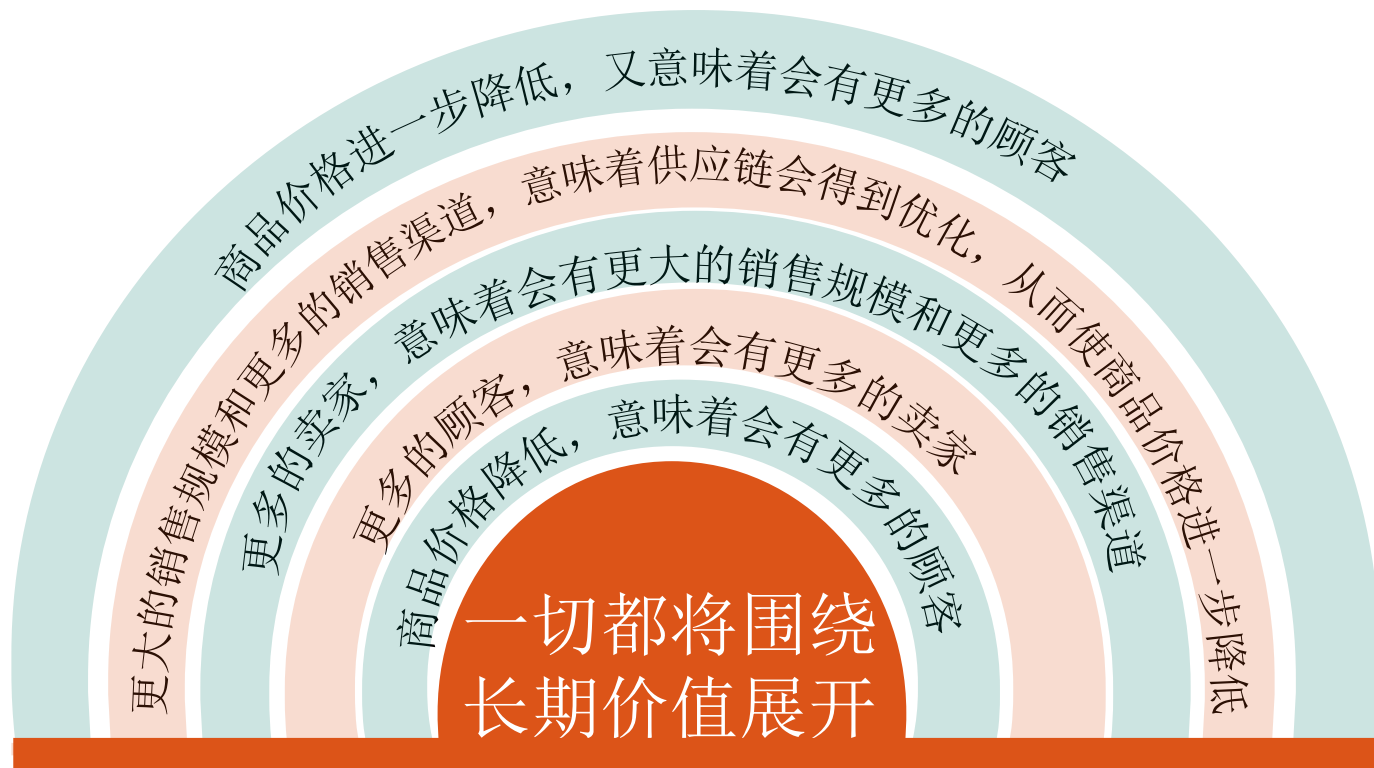 商品价格进一步降低，又意味着会有更多的顾客
更大的销售规模和更多的销售渠道，意味着供应链会得到优化，从而使商品价格进一步降低
更多的卖家，意味着会有更大的销售规模和更多的销售渠道
更多的顾客，意味着会有更多的卖家
商品价格降低，意味着会有更多的顾客
一切都将围绕
长期价值展开